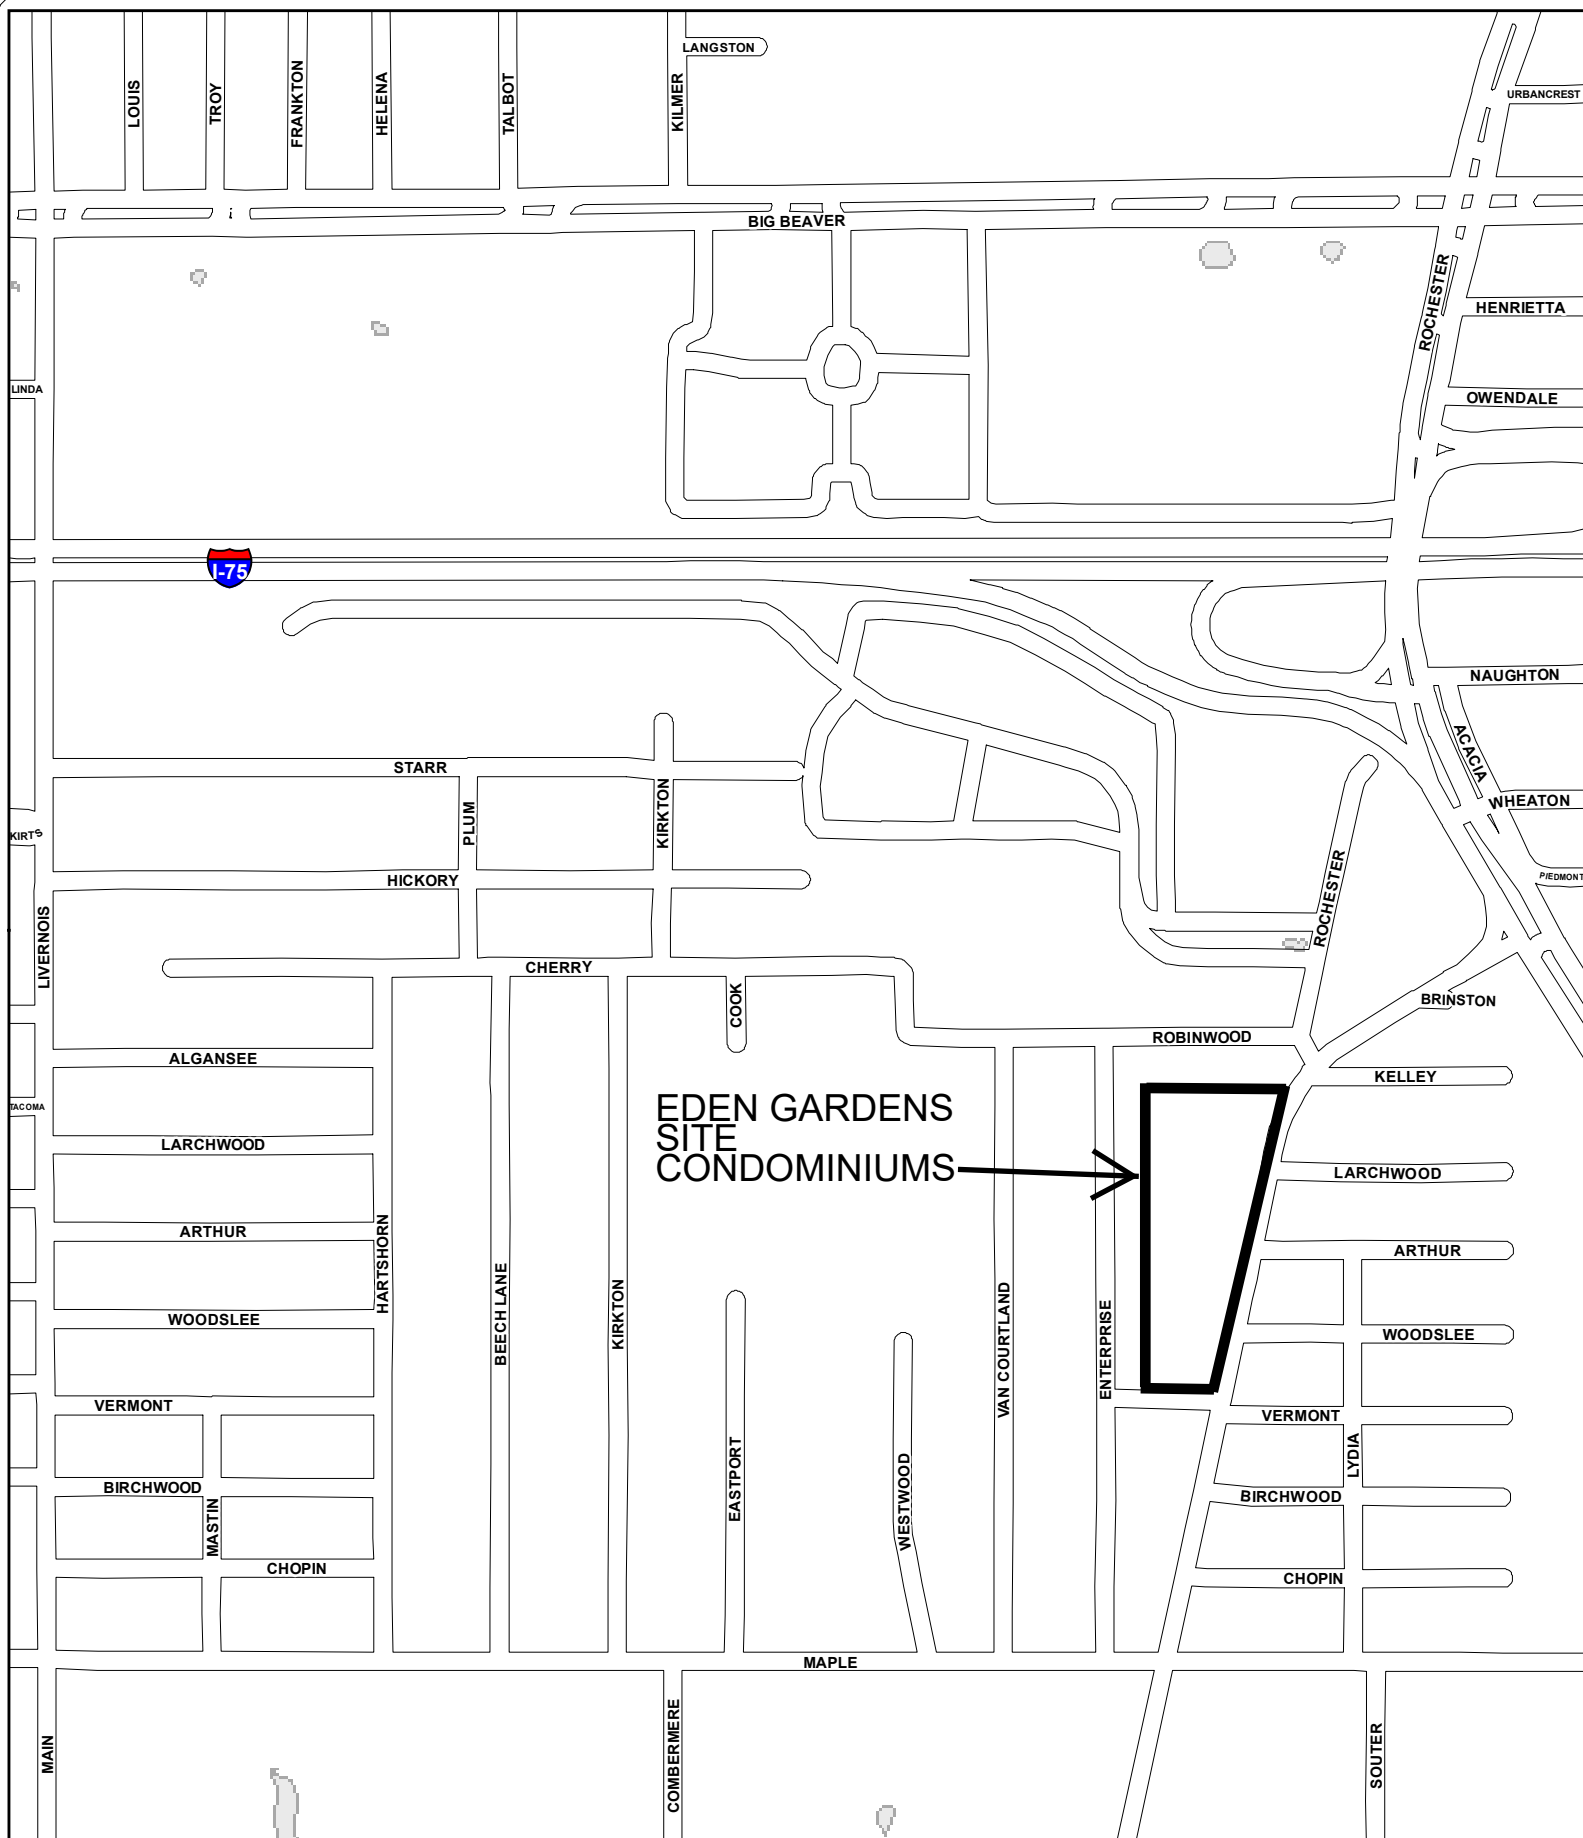 LANGSTON
LOUIS
TROY
FRANKTON
HELENA
TALBOT
KILMER
URBANCREST
BIG BEAVER
ROCHESTER
HENRIETTA
LINDA
OWENDALE
I-75
NAUGHTON
ACACIA
STARR
PLUM
KIRKTON
WHEATON
KIRTS
HICKORY
ROCHESTER
PIEDMONT
LIVERNOIS
CHERRY
COOK
BRINSTON
ROBINWOOD
ALGANSEE
KELLEY
TACOMA
EDEN GARDENS
SITE
CONDOMINIUMS
LARCHWOOD
LARCHWOOD
ARTHUR
HARTSHORN
ARTHUR
WOODSLEE
BEECH LANE
KIRKTON
VAN COURTLAND
ENTERPRISE
WOODSLEE
VERMONT
VERMONT
LYDIA
EASTPORT
WESTWOOD
BIRCHWOOD
BIRCHWOOD
MASTIN
CHOPIN
CHOPIN
MAPLE
MAIN
COMBERMERE
SOUTER